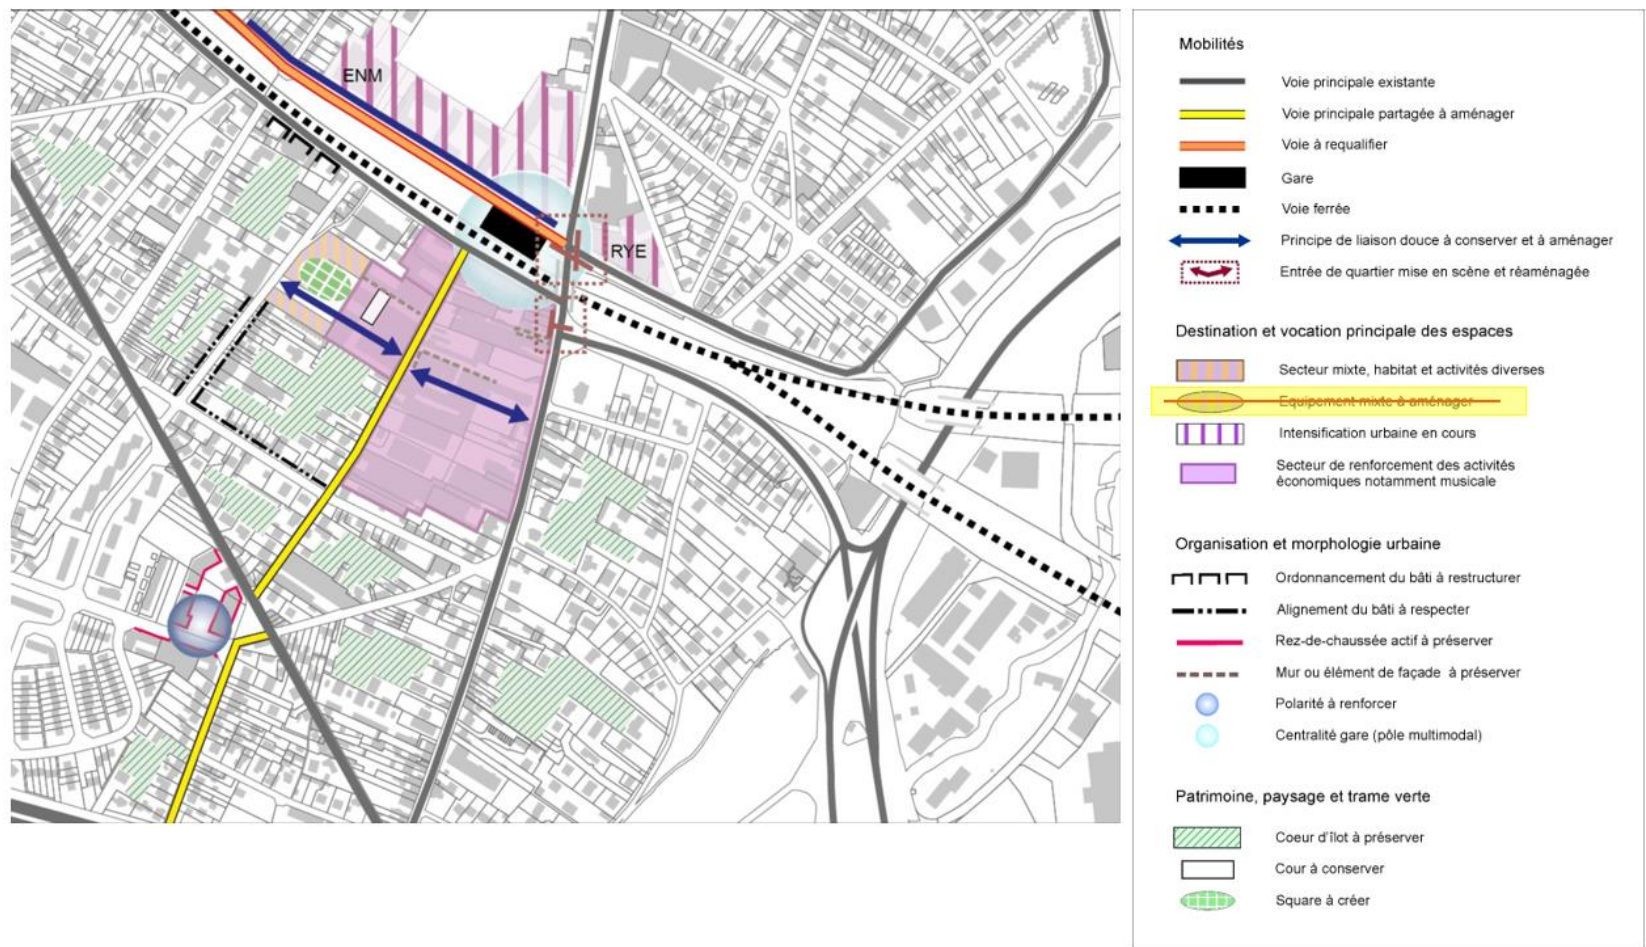 ENM
RYE
Mobilités
Voie principale existante
Voie principale partagée à aménager
Voie à requalifier
Gare
Voie ferrée
Principe de liaison douce à conserver et à aménager
Entrée de quartier mise en scène et réaménagée
Destination et vocation principale des espaces
Secteur mixte, habitat et activités diverses
Equipement mixte à aménager
Intensification urbaine en cours
Secteur de renforcement des activités
économiques notamment musicale
Organisation et morphologie urbaine
Ordonnancement du bâti à restructurer
Alignement du bâti à respecter
Rez-de-chaussée actif à préserver
Mur ou élément de façade à préserver
Polarité à renforcer
Centralité gare (pôle multimodal)
Patrimoine, paysage et trame verte
Coeur d'îlot à préserver
Cour à conserver
Square à créer